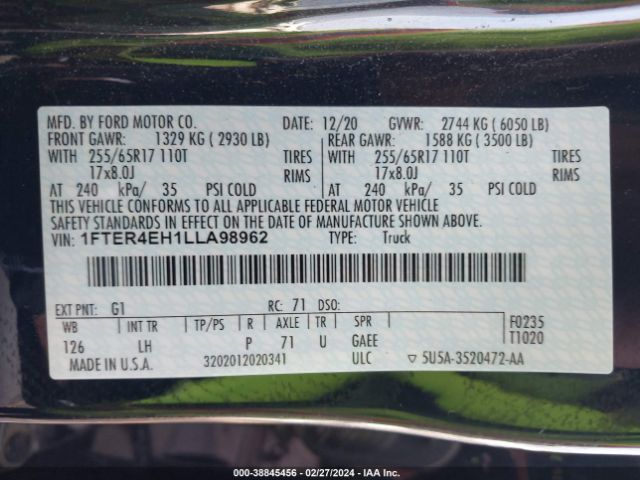 MFD. BY FORD MOTOR CO. DATE: 12/20 GVWR: 2744 KG ( 6050 LB)
FRONT GAWR: 1329 KG ( 2930 LB) REAR GAWR: 1588 KG ( 3500 LB)
WITH 255/65R17 110T TIRES WITH 255/65R17 110T TIRES
17x8.0J RIMS 17x8.0J RIMS
AT 240 kPa/ 35 PSI COLD AT 240 kPa/ 35 PSI COLD
THIS VEHICLE CONFORMS TO ALL APPLICABLE FEDERAL MOTOR VEHICLE
SAFETY STANDARDS IN EFFECT ON THE DATE OF MANUFACTURE SHOWN ABOVE.
VIN: 1FTER4EH1LLA98962 TYPE: Truck
EXT PNT: G1 RC: 71 DSO:
WB INT TR TP/PS R AXLE TR SPR F0235
126 LH P 71 U GAEE T1020
MADE IN U.S.A. 3202012020341 ULC ▽ 5U5A-3520472-AA
000-38845456 - 02/27/2024 - IAA Inc.